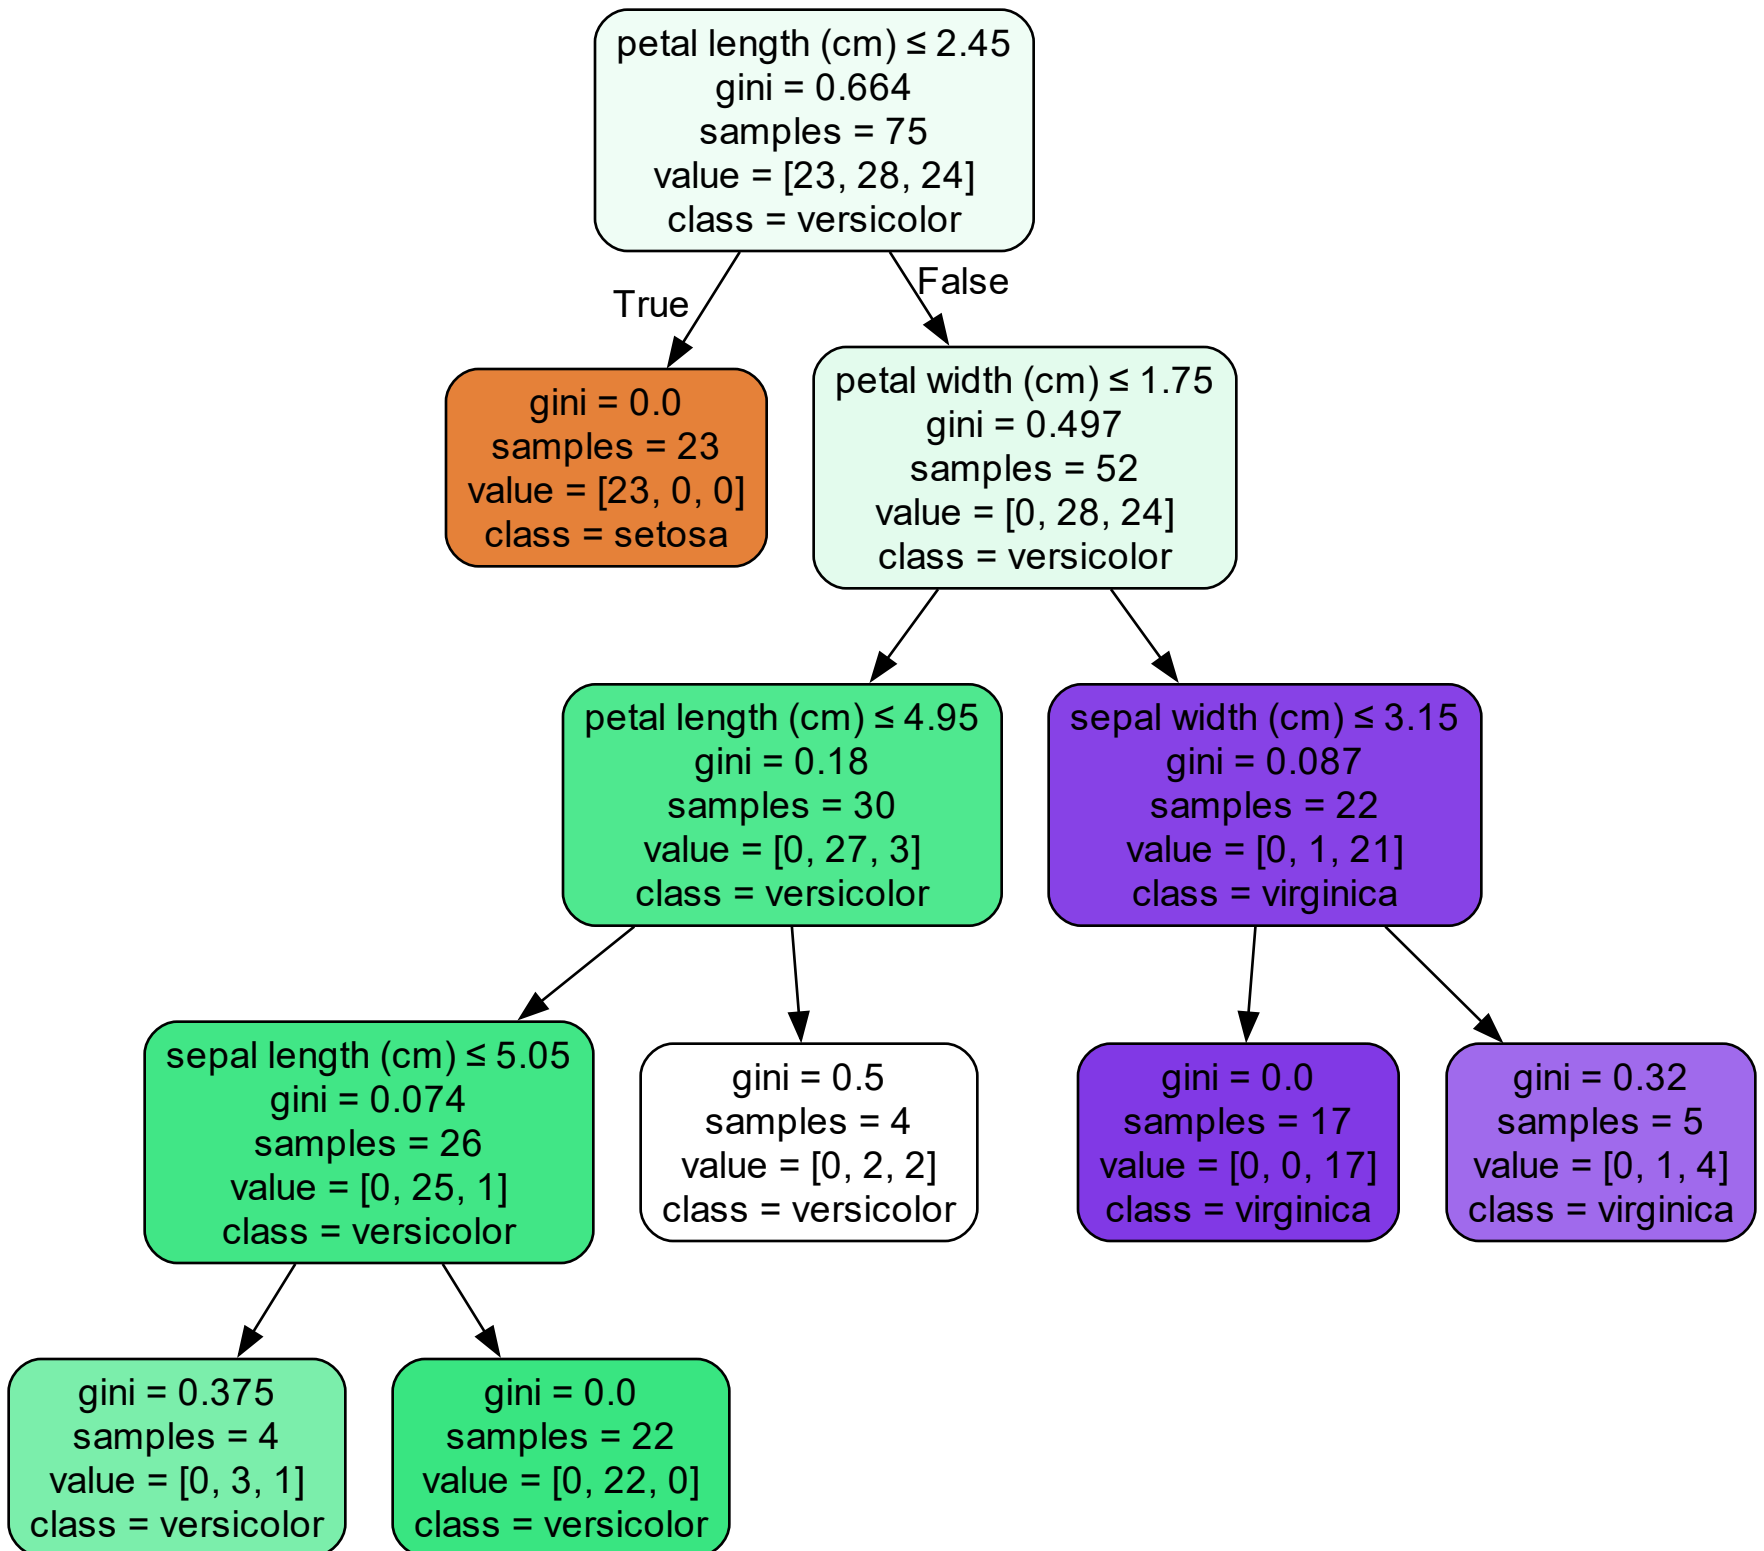 petal length (cm) ≤ 2.45
gini = 0.664
samples = 75
value = [23, 28, 24]
class = versicolor
True
False
gini = 0.0
samples = 23
value = [23, 0, 0]
class = setosa
petal width (cm) ≤ 1.75
gini = 0.497
samples = 52
value = [0, 28, 24]
class = versicolor
petal length (cm) ≤ 4.95
gini = 0.18
samples = 30
value = [0, 27, 3]
class = versicolor
sepal width (cm) ≤ 3.15
gini = 0.087
samples = 22
value = [0, 1, 21]
class = virginica
sepal length (cm) ≤ 5.05
gini = 0.074
samples = 26
value = [0, 25, 1]
class = versicolor
gini = 0.5
samples = 4
value = [0, 2, 2]
class = versicolor
gini = 0.0
samples = 17
value = [0, 0, 17]
class = virginica
gini = 0.32
samples = 5
value = [0, 1, 4]
class = virginica
gini = 0.375
samples = 4
value = [0, 3, 1]
class = versicolor
gini = 0.0
samples = 22
value = [0, 22, 0]
class = versicolor